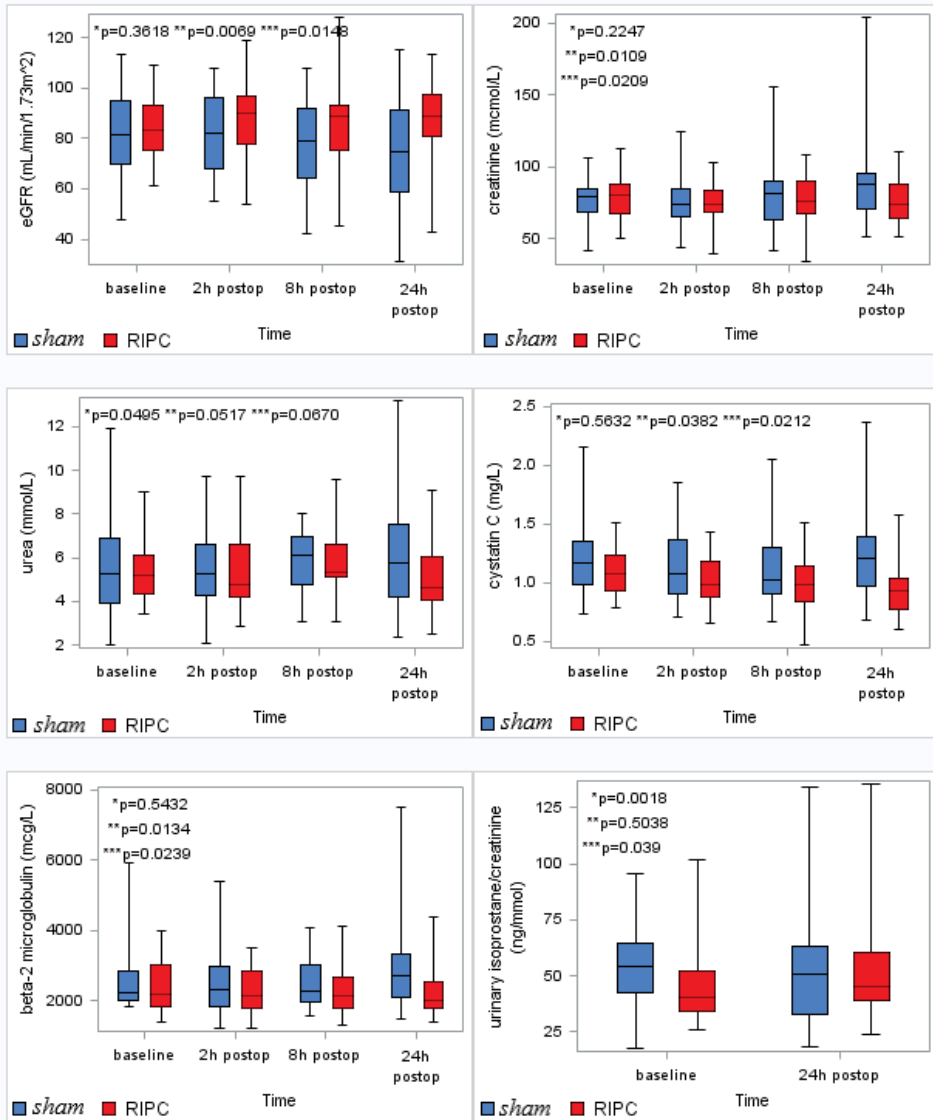 *p=0.3618 **p=0.0069 ***p=0.0148
eGFR (mL/min/1.73m^2)
120
100
80
60
40
baseline 2h postop 8h postop 24h
postop
Time
sham RIPC
*p=0.2247
**p=0.0109
***p=0.0209
creatinine (mcmol/L)
200
150
100
50
baseline 2h postop 8h postop 24h
postop
Time
sham RIPC
*p=0.0495 **p=0.0517 ***p=0.0670
urea (mmol/L)
12
10
8
6
4
2
baseline 2h postop 8h postop 24h
postop
Time
sham RIPC
*p=0.5632 **p=0.0382 ***p=0.0212
cystatin C (mg/L)
2.5
2.0
1.5
1.0
0.5
baseline 2h postop 8h postop 24h
postop
Time
sham RIPC
*p=0.5432
**p=0.0134
***p=0.0239
beta-2 microglobulin (mcg/L)
8000
6000
4000
2000
baseline 2h postop 8h postop 24h
postop
Time
sham RIPC
*p=0.0018
**p=0.5038
***p=0.039
urinary isoprostane/creatinine
(ng/mmol)
125
100
75
50
25
baseline 24h postop
Time
sham RIPC